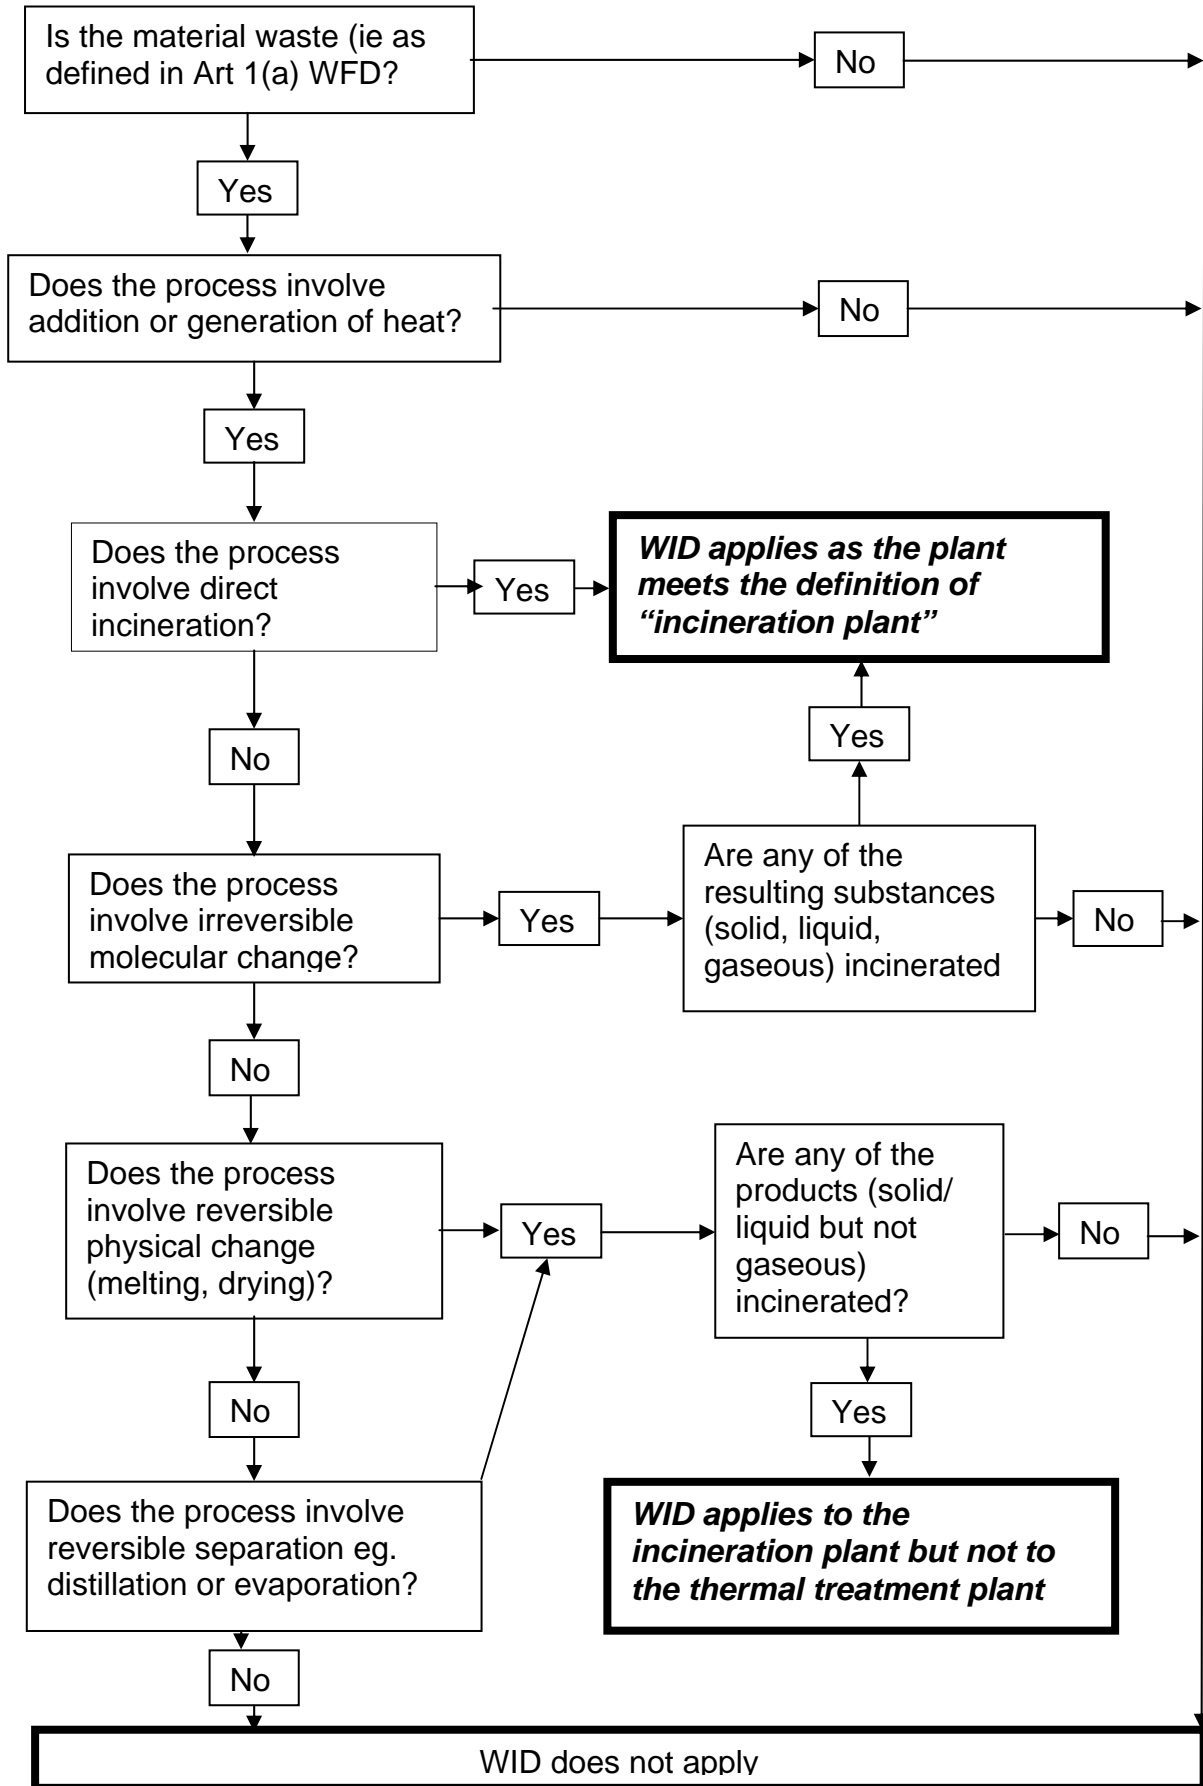 Is the material waste (ie as
defined in Art 1(a) WFD?
No
Yes
Does the process involve
addition or generation of heat?
No
Yes
Does the process
involve direct
incineration?
Yes
WID applies as the plant
meets the definition of
“incineration plant”
Yes
No
Does the process
involve irreversible
molecular change?
Yes
Are any of the
resulting substances
(solid, liquid,
gaseous) incinerated
No
No
Does the process
involve reversible
physical change
(melting, drying)?
Yes
Are any of the
products (solid/
liquid but not
gaseous)
incinerated?
No
Yes
No
Does the process involve
reversible separation eg.
distillation or evaporation?
WID applies to the
incineration plant but not to
the thermal treatment plant
No
WID does not apply